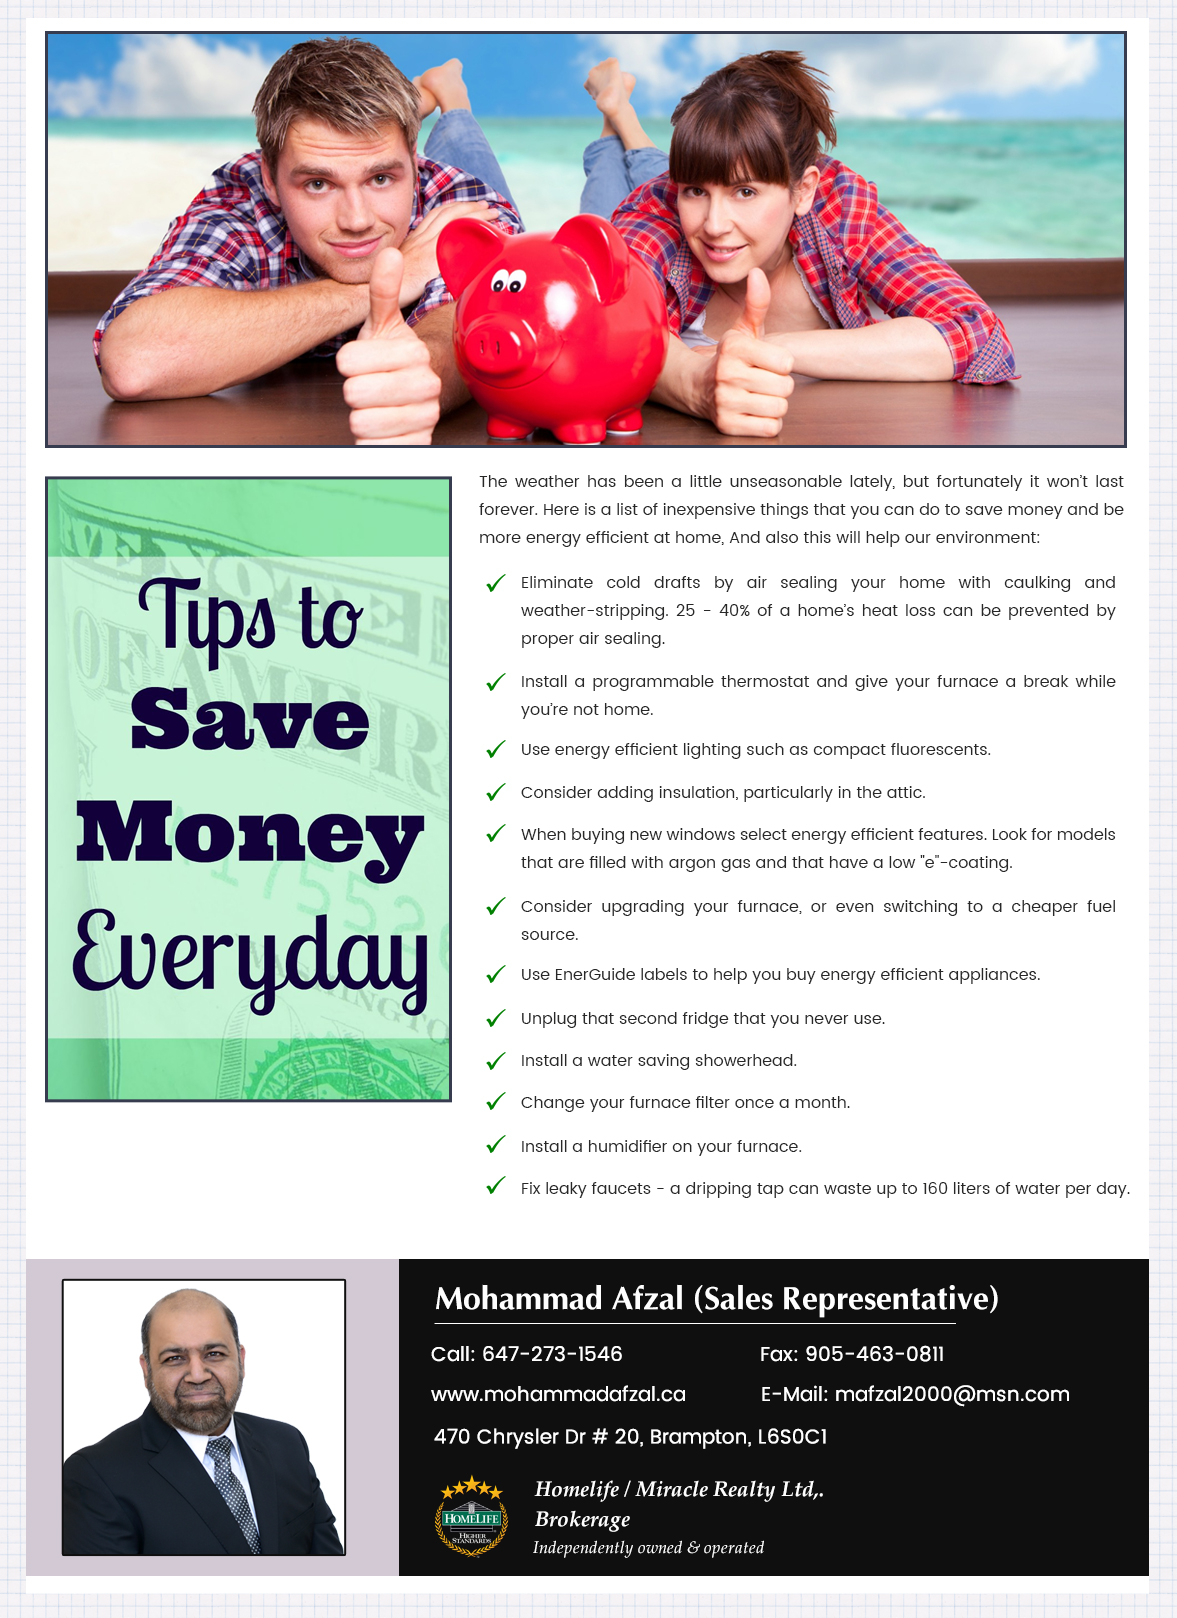 The weather has been a little unseasonable lately, but fortunately it won't last
forever. Here is a list of inexpensive things that you can do to save money and be
more energy efficient at home, And also this will help our environment:
Tips to
Save
Money
Everyday
Eliminate cold drafts by air sealing your home with caulking and
weather-stripping. 25 - 40% of a home's heat loss can be prevented by
proper air sealing.
Install a programmable thermostat and give your furnace a break while
you're not home.
Use energy efficient lighting such as compact fluorescents.
Consider adding insulation, particularly in the attic.
When buying new windows select energy efficient features. Look for models
that are filled with argon gas and that have a low "e"-coating.
Consider upgrading your furnace, or even switching to a cheaper fuel
source.
Use EnerGuide labels to help you buy energy efficient appliances.
Unplug that second fridge that you never use.
Install a water saving showerhead.
Change your furnace filter once a month.
Install a humidifier on your furnace.
Fix leaky faucets - a dripping tap can waste up to 160 liters of water per day.
Mohammad Afzal (Sales Representative)
Call: 647-273-1546
Fax: 905-463-0811
www.mohammadafzal.ca
E-Mail: mafzal2000@msn.com
470 Chrysler Dr # 20, Brampton, L6S0C1
HOMELIFE
HIGHER
STANDARDS
Homelife / Miracle Realty Ltd,.
Brokerage
Independently owned & operated